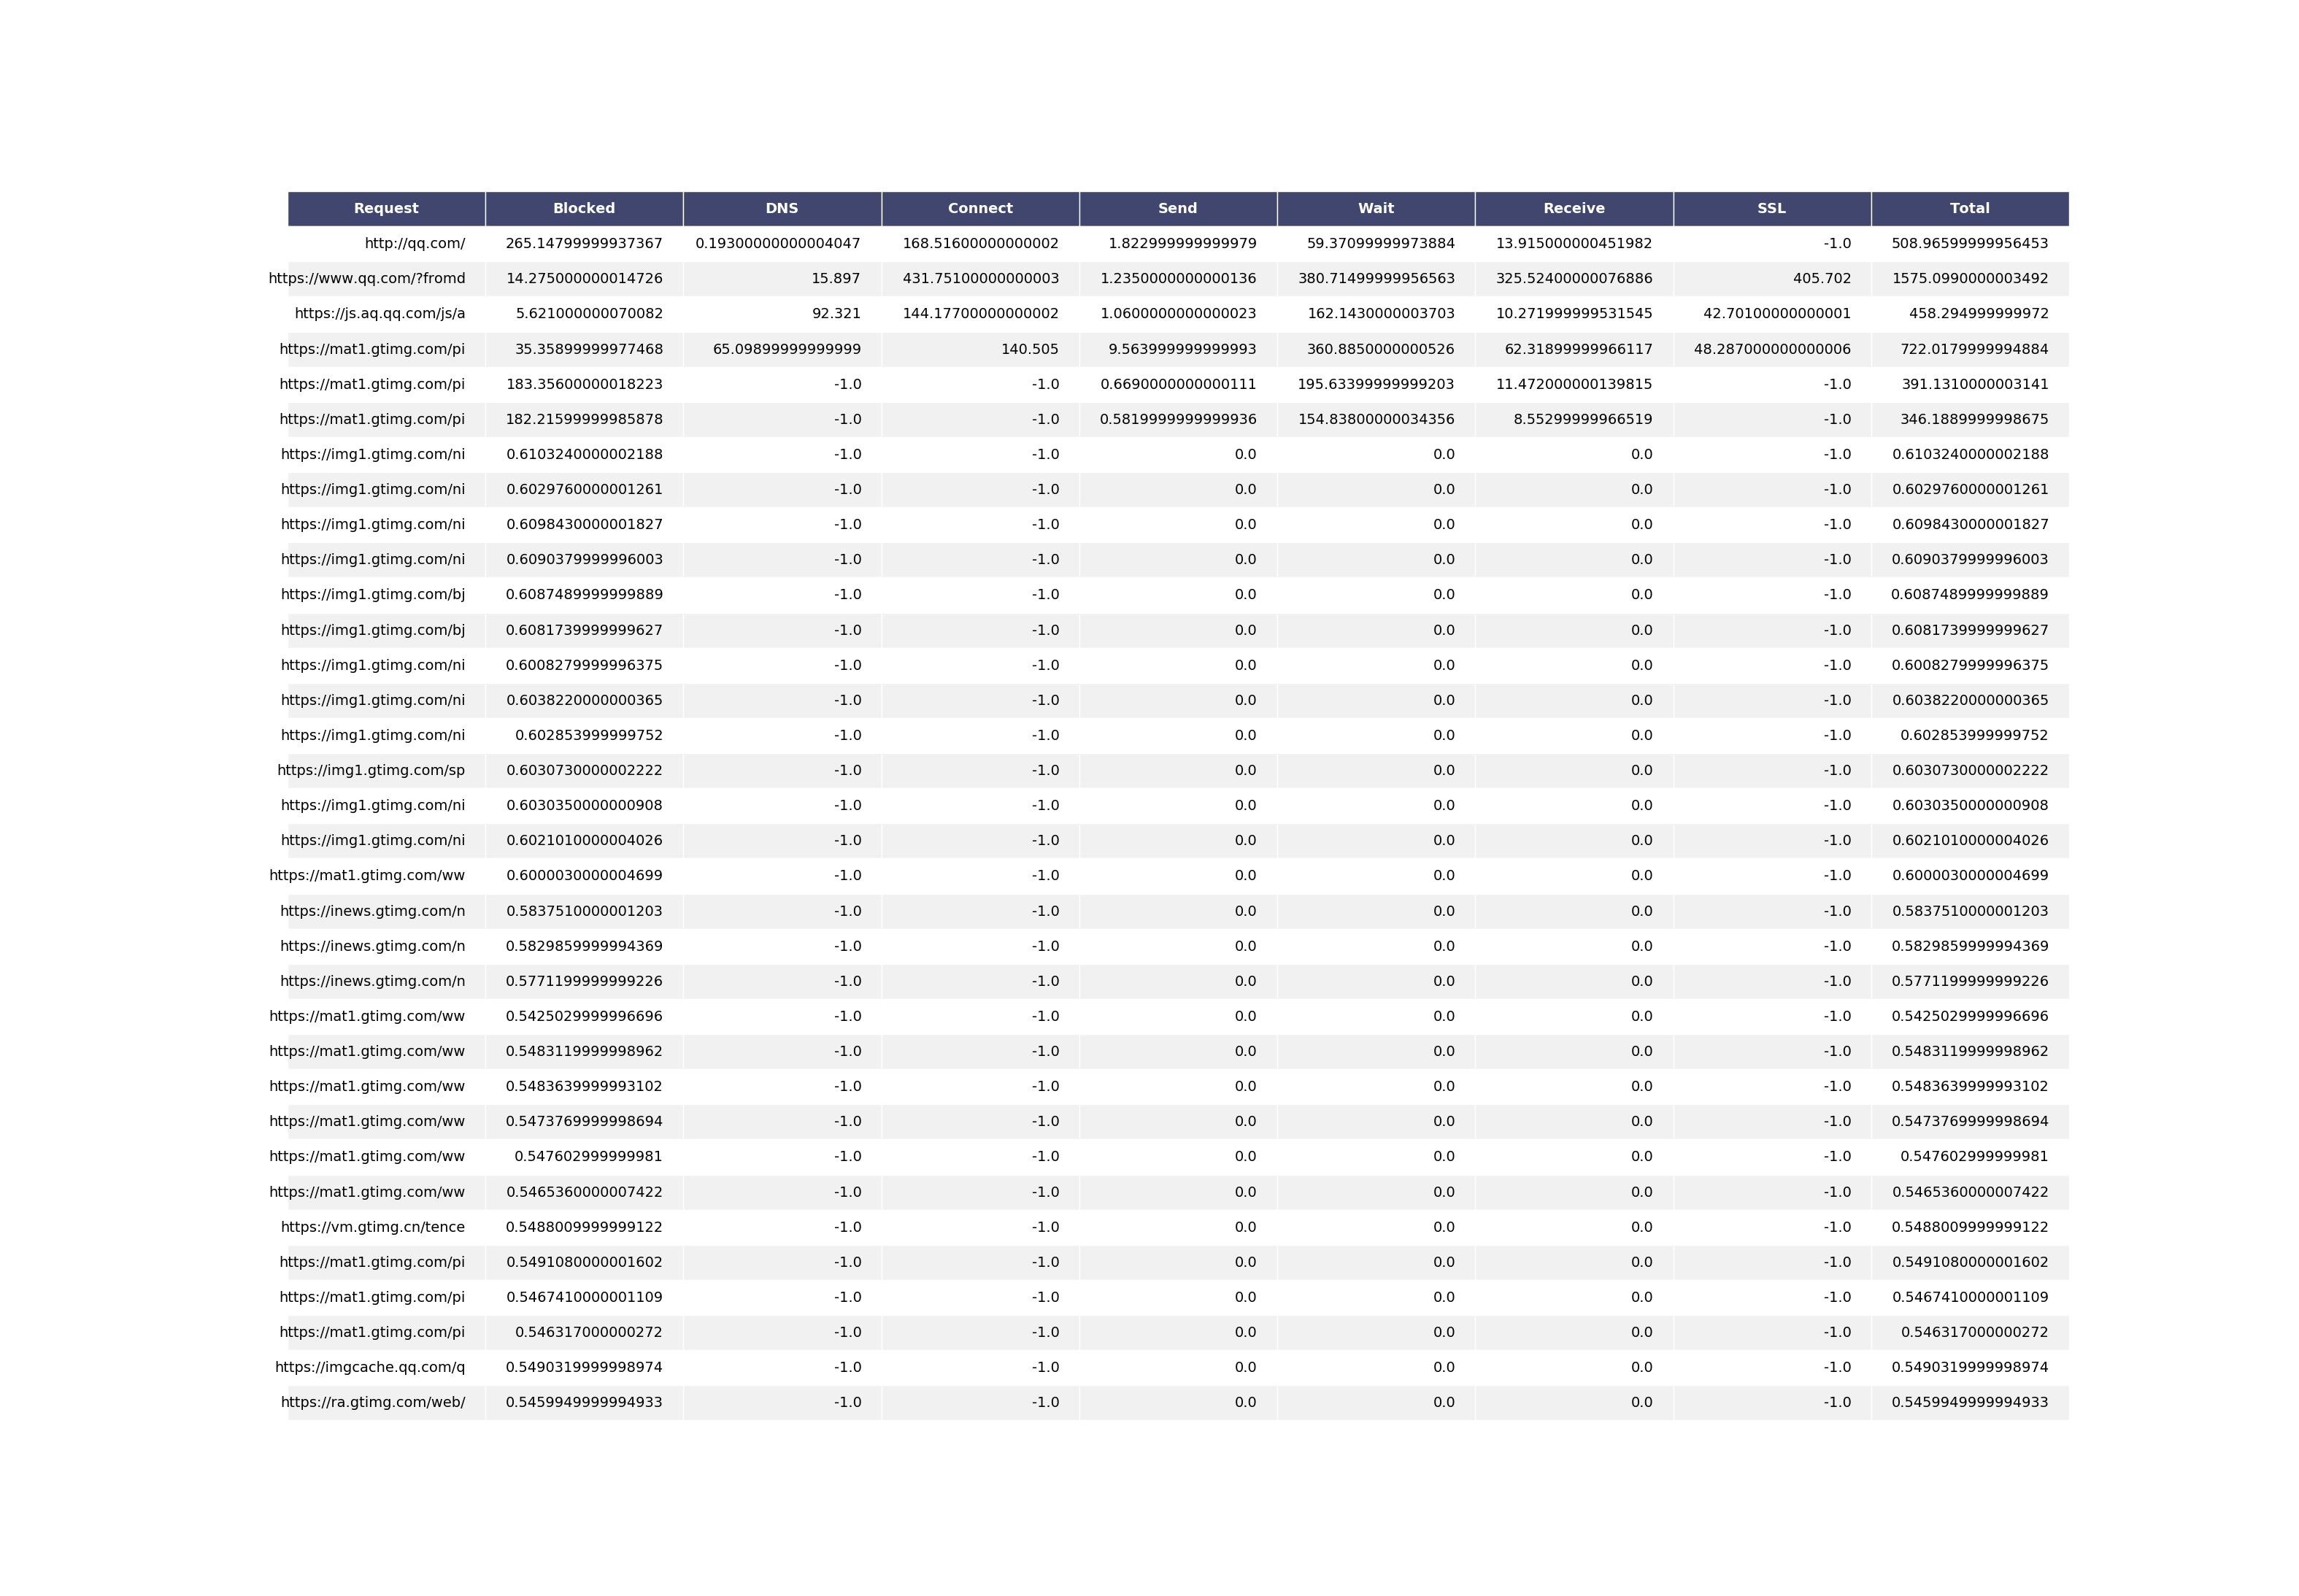 Request Blocked DNS Connect Send Wait Receive SSL Total
http://qq.com/ 265.14799999937367 0.19300000000004047 168.51600000000002 1.822999999999979 59.37099999973884 13.915000000451982 -1.0 508.96599999956453
https://www.qq.com/?fromd 14.275000000014726 15.897 431.75100000000003 1.2350000000000136 380.71499999956563 325.52400000076886 405.702 1575.0990000003492
https://js.aq.qq.com/js/a 5.621000000070082 92.321 144.17700000000002 1.0600000000000023 162.1430000003703 10.271999999531545 42.70100000000001 458.294999999972
https://mat1.gtimg.com/pi 35.35899999977468 65.09899999999999 140.505 9.563999999999993 360.8850000000526 62.31899999966117 48.287000000000006 722.0179999994884
https://mat1.gtimg.com/pi 183.35600000018223 -1.0 -1.0 0.6690000000000111 195.63399999999203 11.472000000139815 -1.0 391.1310000003141
https://mat1.gtimg.com/pi 182.21599999985878 -1.0 -1.0 0.5819999999999936 154.83800000034356 8.55299999966519 -1.0 346.1889999998675
https://img1.gtimg.com/ni 0.6103240000002188 -1.0 -1.0 0.0 0.0 0.0 -1.0 0.6103240000002188
https://img1.gtimg.com/ni 0.6029760000001261 -1.0 -1.0 0.0 0.0 0.0 -1.0 0.6029760000001261
https://img1.gtimg.com/ni 0.6098430000001827 -1.0 -1.0 0.0 0.0 0.0 -1.0 0.6098430000001827
https://img1.gtimg.com/ni 0.6090379999996003 -1.0 -1.0 0.0 0.0 0.0 -1.0 0.6090379999996003
https://img1.gtimg.com/bj 0.6087489999999889 -1.0 -1.0 0.0 0.0 0.0 -1.0 0.6087489999999889
https://img1.gtimg.com/bj 0.6081739999999627 -1.0 -1.0 0.0 0.0 0.0 -1.0 0.6081739999999627
https://img1.gtimg.com/ni 0.6008279999996375 -1.0 -1.0 0.0 0.0 0.0 -1.0 0.6008279999996375
https://img1.gtimg.com/ni 0.6038220000000365 -1.0 -1.0 0.0 0.0 0.0 -1.0 0.6038220000000365
https://img1.gtimg.com/ni 0.602853999999752 -1.0 -1.0 0.0 0.0 0.0 -1.0 0.602853999999752
https://img1.gtimg.com/sp 0.6030730000002222 -1.0 -1.0 0.0 0.0 0.0 -1.0 0.6030730000002222
https://img1.gtimg.com/ni 0.6030350000000908 -1.0 -1.0 0.0 0.0 0.0 -1.0 0.6030350000000908
https://img1.gtimg.com/ni 0.6021010000004026 -1.0 -1.0 0.0 0.0 0.0 -1.0 0.6021010000004026
https://mat1.gtimg.com/ww 0.6000030000004699 -1.0 -1.0 0.0 0.0 0.0 -1.0 0.6000030000004699
https://inews.gtimg.com/n 0.5837510000001203 -1.0 -1.0 0.0 0.0 0.0 -1.0 0.5837510000001203
https://inews.gtimg.com/n 0.5829859999994369 -1.0 -1.0 0.0 0.0 0.0 -1.0 0.5829859999994369
https://inews.gtimg.com/n 0.5771199999999226 -1.0 -1.0 0.0 0.0 0.0 -1.0 0.5771199999999226
https://mat1.gtimg.com/ww 0.5425029999996696 -1.0 -1.0 0.0 0.0 0.0 -1.0 0.5425029999996696
https://mat1.gtimg.com/ww 0.5483119999998962 -1.0 -1.0 0.0 0.0 0.0 -1.0 0.5483119999998962
https://mat1.gtimg.com/ww 0.5483639999993102 -1.0 -1.0 0.0 0.0 0.0 -1.0 0.5483639999993102
https://mat1.gtimg.com/ww 0.5473769999998694 -1.0 -1.0 0.0 0.0 0.0 -1.0 0.5473769999998694
https://mat1.gtimg.com/ww 0.547602999999981 -1.0 -1.0 0.0 0.0 0.0 -1.0 0.547602999999981
https://mat1.gtimg.com/ww 0.5465360000007422 -1.0 -1.0 0.0 0.0 0.0 -1.0 0.5465360000007422
https://vm.gtimg.cn/tence 0.5488009999999122 -1.0 -1.0 0.0 0.0 0.0 -1.0 0.5488009999999122
https://mat1.gtimg.com/pi 0.5491080000001602 -1.0 -1.0 0.0 0.0 0.0 -1.0 0.5491080000001602
https://mat1.gtimg.com/pi 0.5467410000001109 -1.0 -1.0 0.0 0.0 0.0 -1.0 0.5467410000001109
https://mat1.gtimg.com/pi 0.546317000000272 -1.0 -1.0 0.0 0.0 0.0 -1.0 0.546317000000272
https://imgcache.qq.com/q 0.5490319999998974 -1.0 -1.0 0.0 0.0 0.0 -1.0 0.5490319999998974
https://ra.gtimg.com/web/ 0.5459949999994933 -1.0 -1.0 0.0 0.0 0.0 -1.0 0.5459949999994933